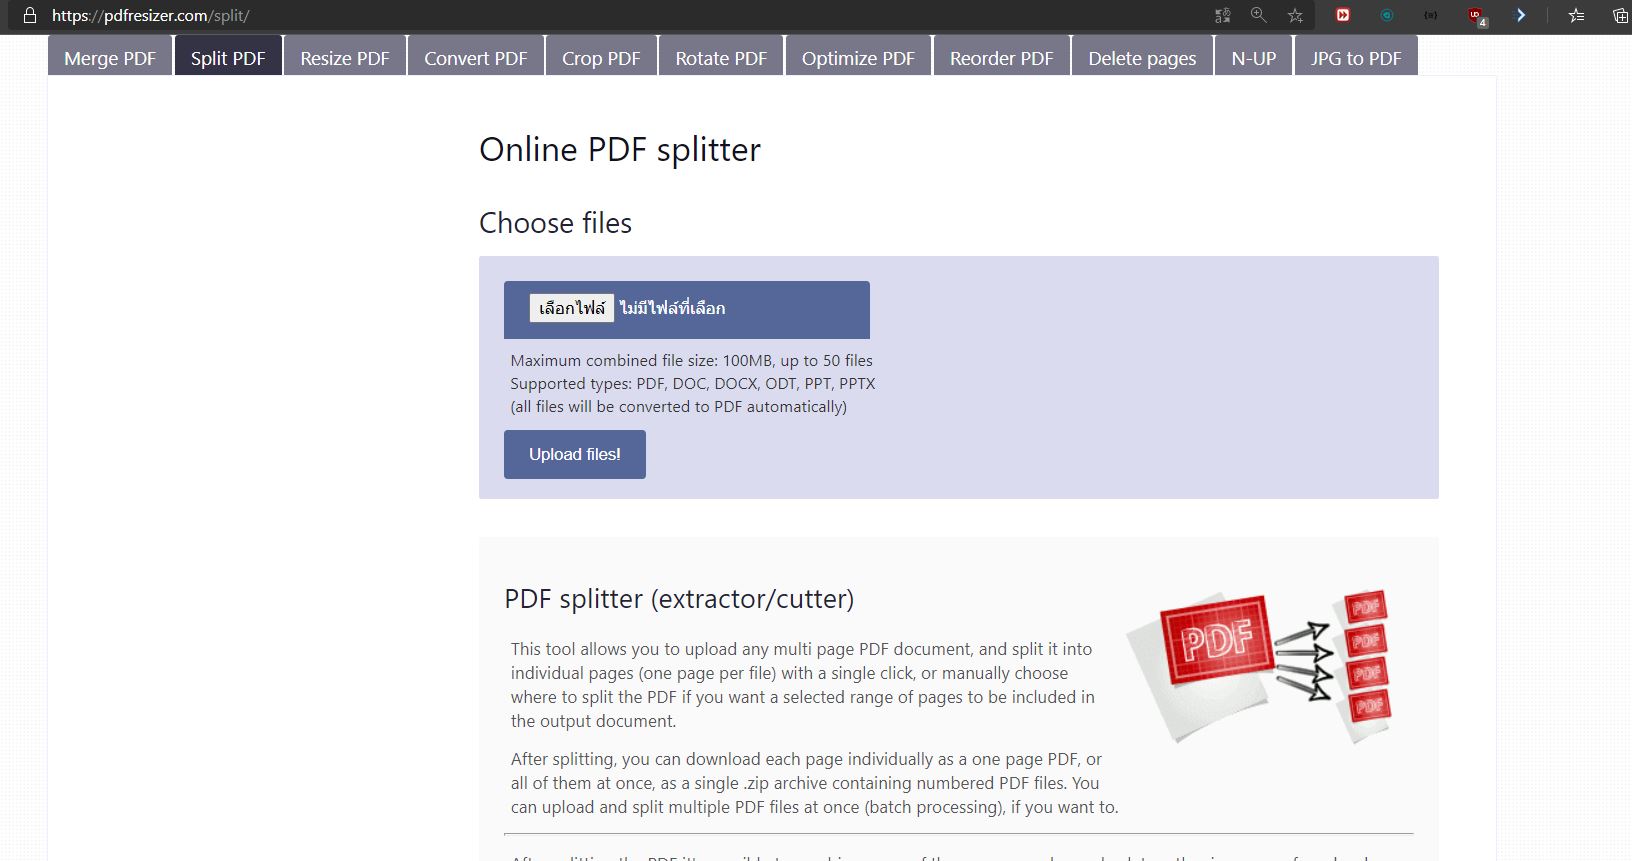 https://pdfresizer.com/split/
4
Merge PDF
Split PDF
Resize PDF
Convert PDF
Crop PDF
Rotate PDF
Optimize PDF
Reorder PDF
Delete pages
N-UP
JPG to PDF
Online PDF splitter
Choose files
เลือกไฟล์ ไม่มีไฟล์ที่เลือก
Maximum combined file size: 100MB, up to 50 files
Supported types: PDF, DOC, DOCX, ODT, PPT, PPTX
(all files will be converted to PDF automatically)
Upload files!
PDF splitter (extractor/cutter)
This tool allows you to upload any multi page PDF document, and split it into
individual pages (one page per file) with a single click, or manually choose
where to split the PDF if you want a selected range of pages to be included in
the output document.
After splitting, you can download each page individually as a one page PDF, or
all of them at once, as a single .zip archive containing numbered PDF files. You
can upload and split multiple PDF files at once (batch processing), if you want to.
PDF
PDF
PDF
PDF
PDF